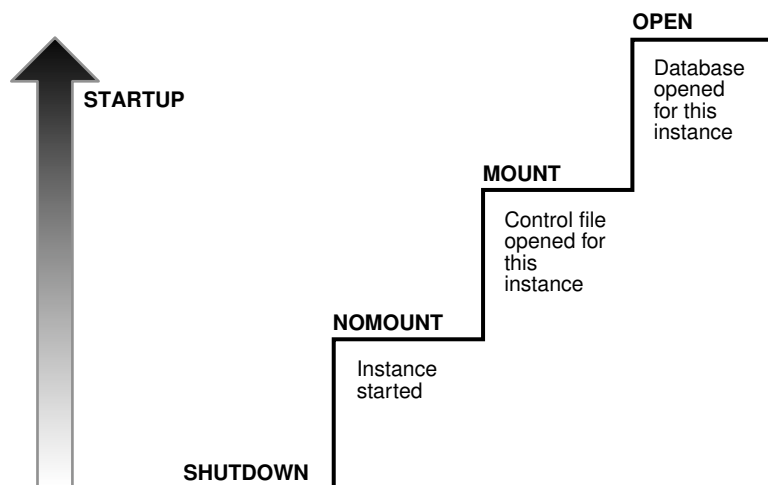 OPEN
Database
opened
for this
instance
STARTUP
MOUNT
Control file
opened for
this
instance
NOMOUNT
Instance
started
SHUTDOWN